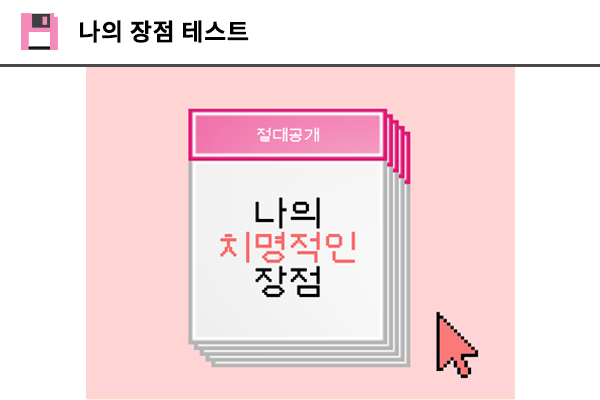 나의 장점 테스트
절대공개
나의
치명적인
장점